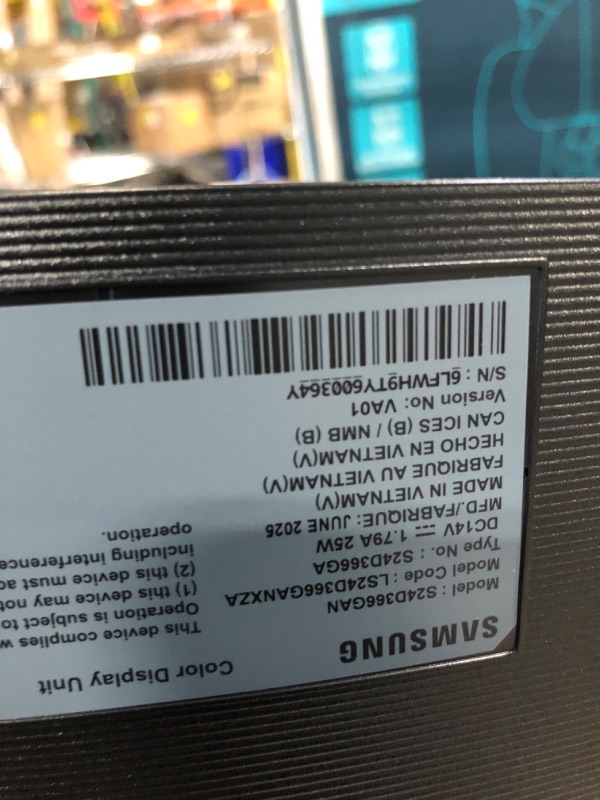 SAMSUNG
Color Display Unit
Model : S24D366GAN
Model Code : LS24D366GANXZA
Type No. : S24D366GA
DC14V ⎓ 1.79A 25W
MFD./FABRIQUE: JUNE 2025
MADE IN VIETNAM(V)
FABRIQUE AU VIETNAM(V)
HECHO EN VIETNAM(V)
CAN ICES (B) / NMB (B)
Version No: VA01
S/N : 6LFWH9TY600364Y
This device complies w
Operation is subject to
(1) this device may not
(2) this device must ac
including interference
operation.